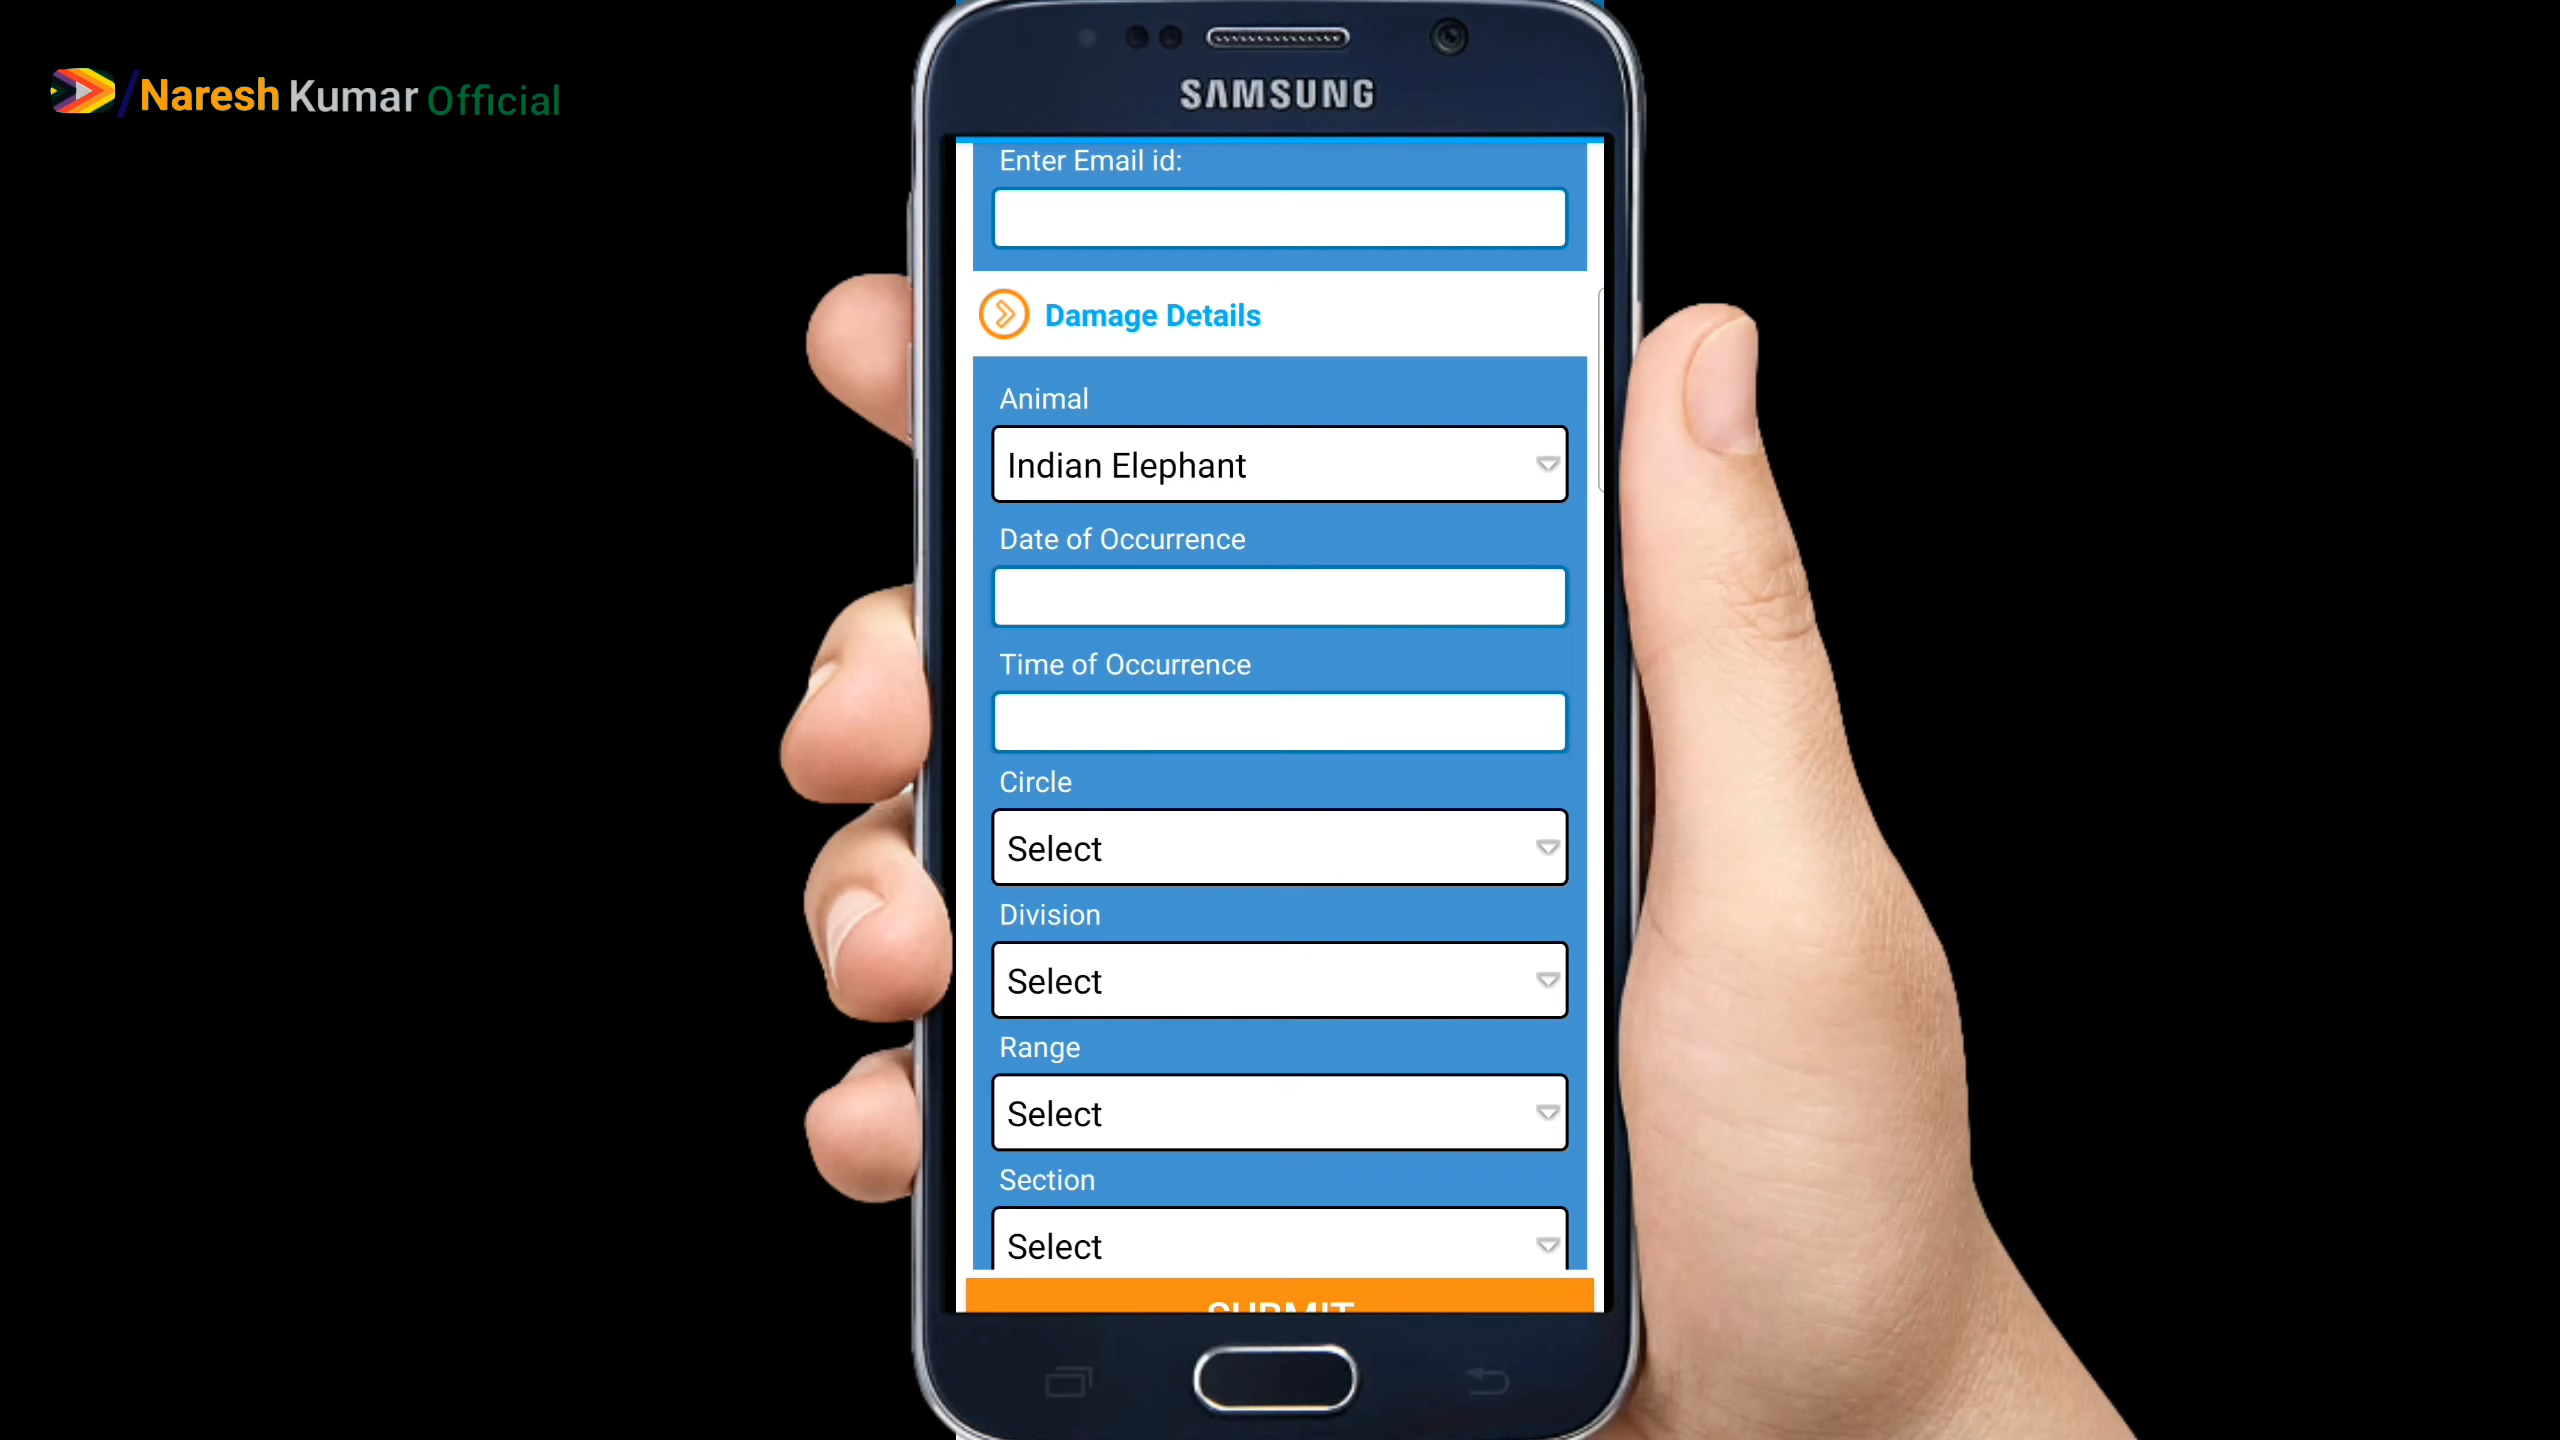 Naresh Kumar Official
SAMSUNG
Enter Email id:
Damage Details
Animal
Indian Elephant
Date of Occurrence
Time of Occurrence
Circle
Select
Division
Select
Range
Select
Section
Select
SUBMIT